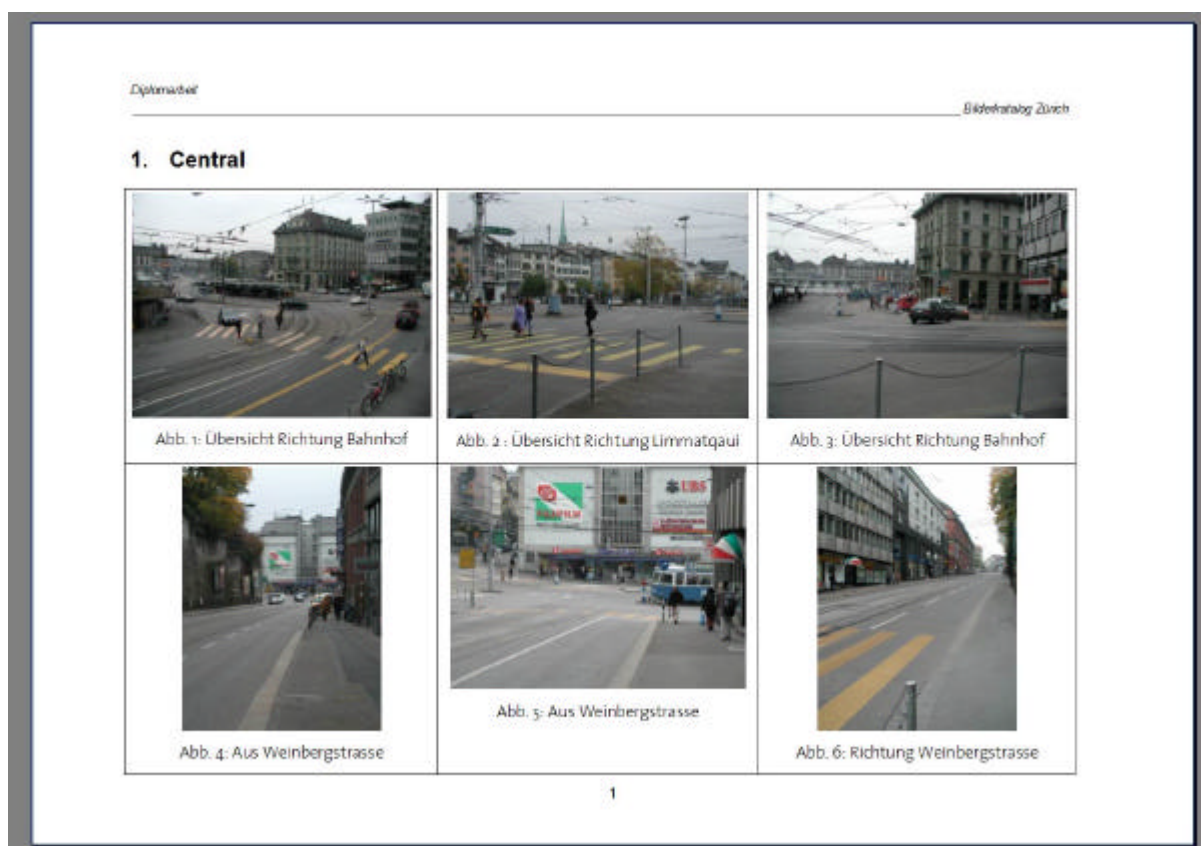 Diplomarbeit
Bilderkatalog Zürich
1. Central
Abb. 1: Übersicht Richtung Bahnhof
Abb. 2 : Übersicht Richtung Limmatqaui
Abb. 3: Übersicht Richtung Bahnhof
UBS
Abb. 4: Aus Weinbergstrasse
Abb. 5: Aus Weinbergstrasse
Abb. 6: Richtung Weinbergstrasse
1